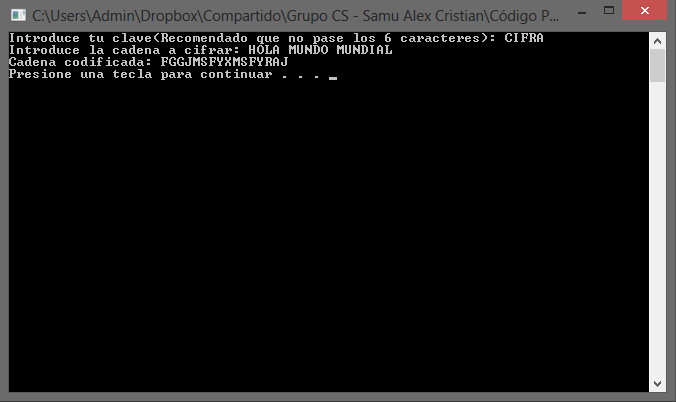 C:\Users\Admin\Dropbox\Compartido\Grupo CS - Samu Alex Cristian\Código P...
Introduce tu clave(Recomendado que no pase los 6 caracteres): CIFRA
Introduce la cadena a cifrar: HOLA MUNDO MUNDIAL
Cadena codificada: FGGJMSFYXMSFYRAJ
Presione una tecla para continuar . . .